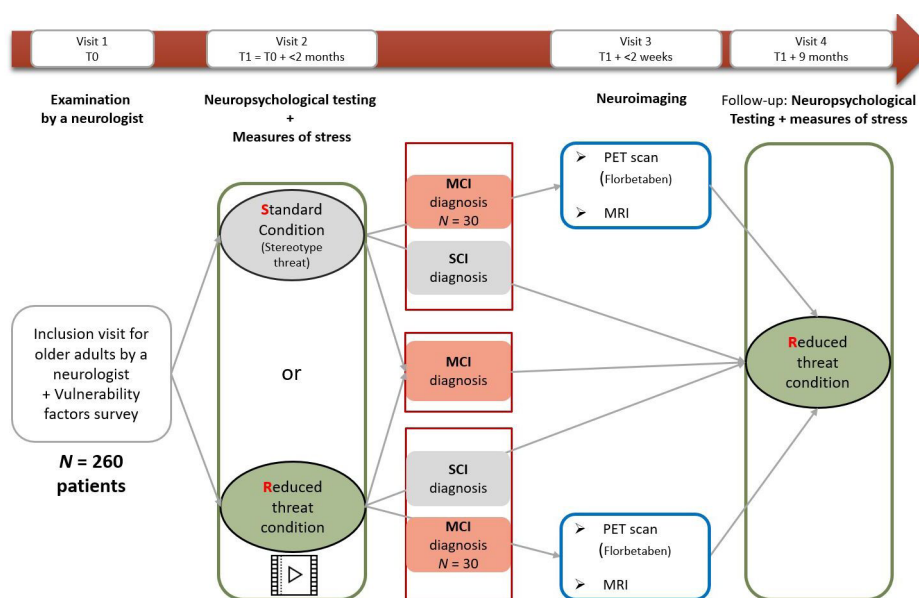 Visit 1
T0
Visit 2
T1 = T0 + <2 months
Visit 3
T1 + <2 weeks
Visit 4
T1 + 9 months
Examination
by a neurologist
Neuropsychological testing
+
Measures of stress
Neuroimaging
Follow-up: Neuropsychological
Testing + measures of stress
Standard
Condition
(Stereotype
threat)
MCI
diagnosis
N = 30
SCI
diagnosis
➢ PET scan
(Florbetaben)
➢ MRI
Inclusion visit for
older adults by a
neurologist
+ Vulnerability
factors survey
N = 260
patients
or
MCI
diagnosis
Reduced
threat
condition
Reduced
threat
condition
SCI
diagnosis
MCI
diagnosis
N = 30
➢ PET scan
(Florbetaben)
➢ MRI